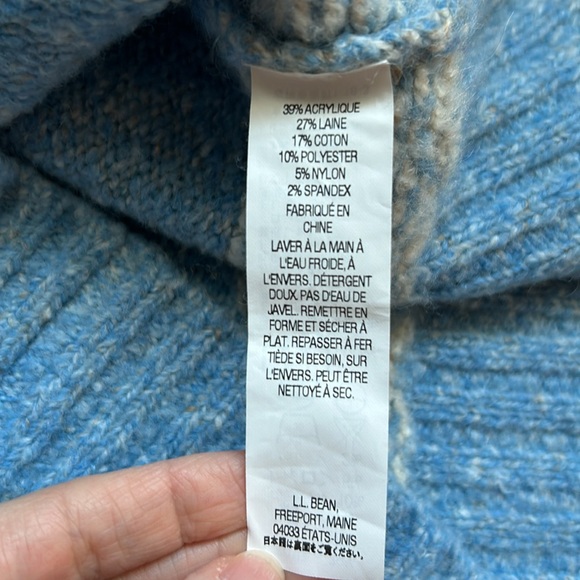 39% ACRYLIQUE
27% LAINE
17% COTON
10% POLYESTER
5% NYLON
2% SPANDEX
FABRIQUÉ EN
CHINE
LAVER À LA MAIN À
L'EAU FROIDE, À
L'ENVERS. DÉTERGENT
DOUX. PAS D'EAU DE
JAVEL. REMETTRE EN
FORME ET SÉCHER À
PLAT. REPASSER À FER
TIÈDE SI BESOIN, SUR
L'ENVERS. PEUT ÊTRE
NETTOYÉ À SEC.
L.L. BEAN,
FREEPORT, MAINE
04033 ÉTATS-UNIS
日本語は裏面をご覧ください。